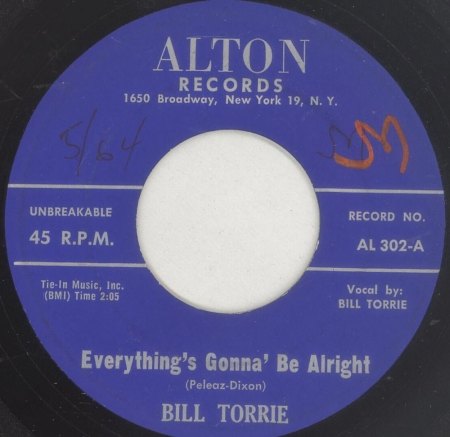 ALTON
RECORDS
1650 Broadway, New York 19, N. Y.
5/64
UNBREAKABLE
45 R.P.M.
RECORD NO.
AL 302-A
Tie-In Music, Inc.
(BMI) Time 2:05
Vocal by:
BILL TORRIE
Everything's Gonna' Be Alright
(Peleaz-Dixon)
BILL TORRIE